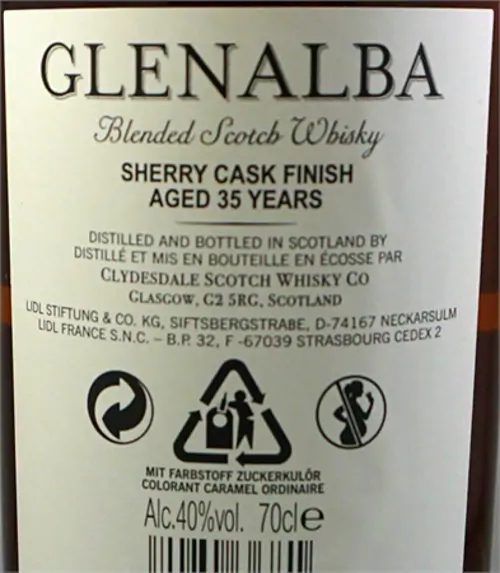 GLENALBA
Blended Scotch Whisky
SHERRY CASK FINISH
AGED 35 YEARS
DISTILLED AND BOTTLED IN SCOTLAND BY
DISTILLÉ ET MIS EN BOUTEILLE EN ÉCOSSE PAR
CLYDESDALE SCOTCH WHISKY CO
GLASGOW, G2 5RG, SCOTLAND
LIDL STIFTUNG & CO. KG, SIFTSBERGSTRABE, D-74167 NECKARSULM
LIDL FRANCE S.N.C. – B.P. 32, F -67039 STRASBOURG CEDEX 2
MIT FARBSTOFF ZUCKERKULÖR
COLORANT CARAMEL ORDINAIRE
Alc.40%vol. 70cl e